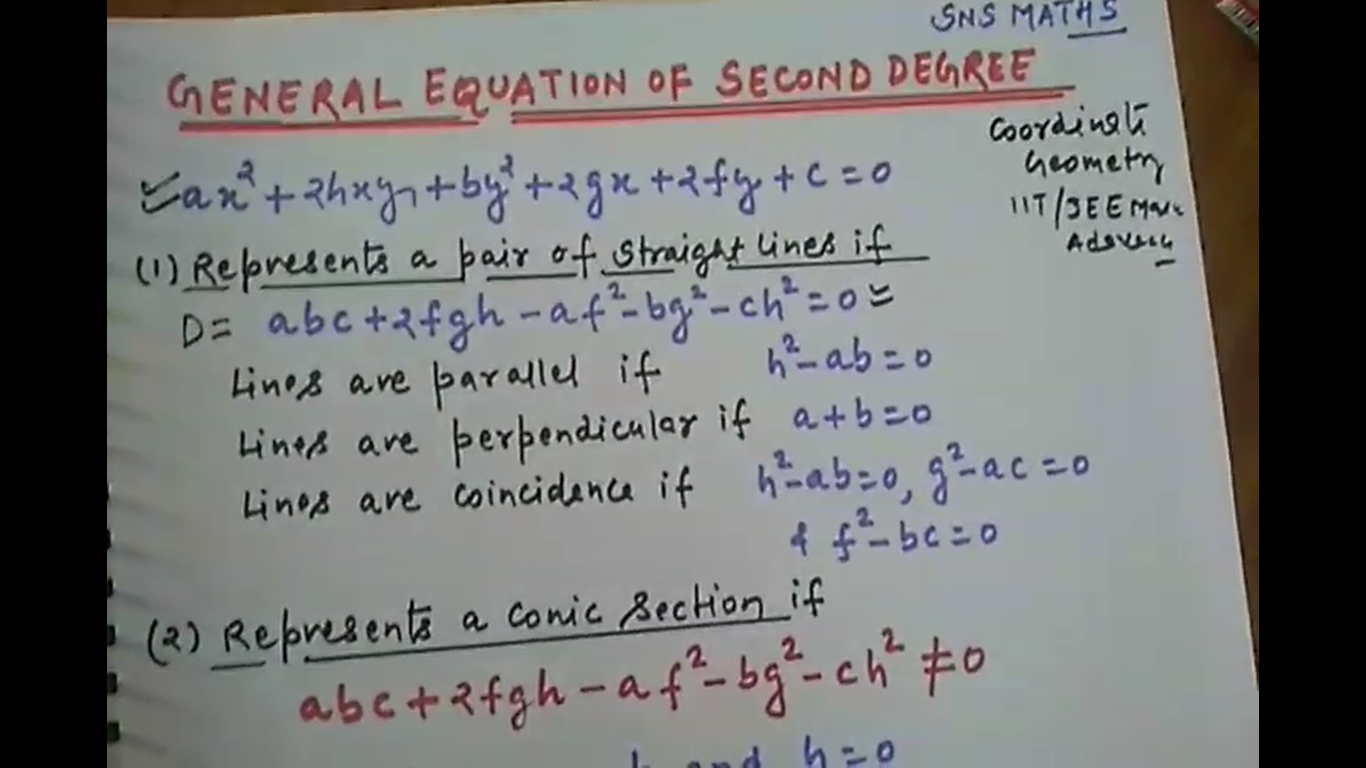 SNS MATHS
GENERAL EQUATION OF SECOND DEGREE
Coordinate
Geometry
IIT/JEE Main
ax² + 2hxy + by² + 2gx + 2fy + c = 0
(1) Represents a pair of straight lines if
D = abc + 2fgh - af² - bg² - ch² = 0
Lines are parallel if h² - ab = 0
Lines are perpendicular if a + b = 0
Lines are coincidence if h² - ab = 0, g² - ac = 0
& f² - bc = 0
(2) Represents a conic section if
abc + 2fgh - af² - bg² - ch² ≠ 0
and h = 0